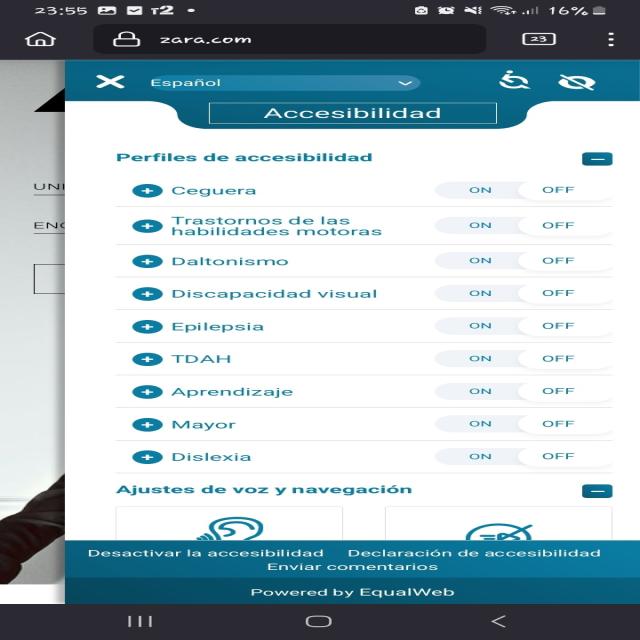 23:55 T2 16%
zara.com 23
Español
Accesibilidad
Perfiles de accesibilidad
Ceguera ON OFF
Trastornos de las
habilidades motoras ON OFF
Daltonismo ON OFF
Discapacidad visual ON OFF
Epilepsia ON OFF
TDAH ON OFF
Aprendizaje ON OFF
Mayor ON OFF
Dislexia ON OFF
Ajustes de voz y navegación
Desactivar la accesibilidad Declaración de accesibilidad
Enviar comentarios
Powered by EqualWeb
UNI
ENG